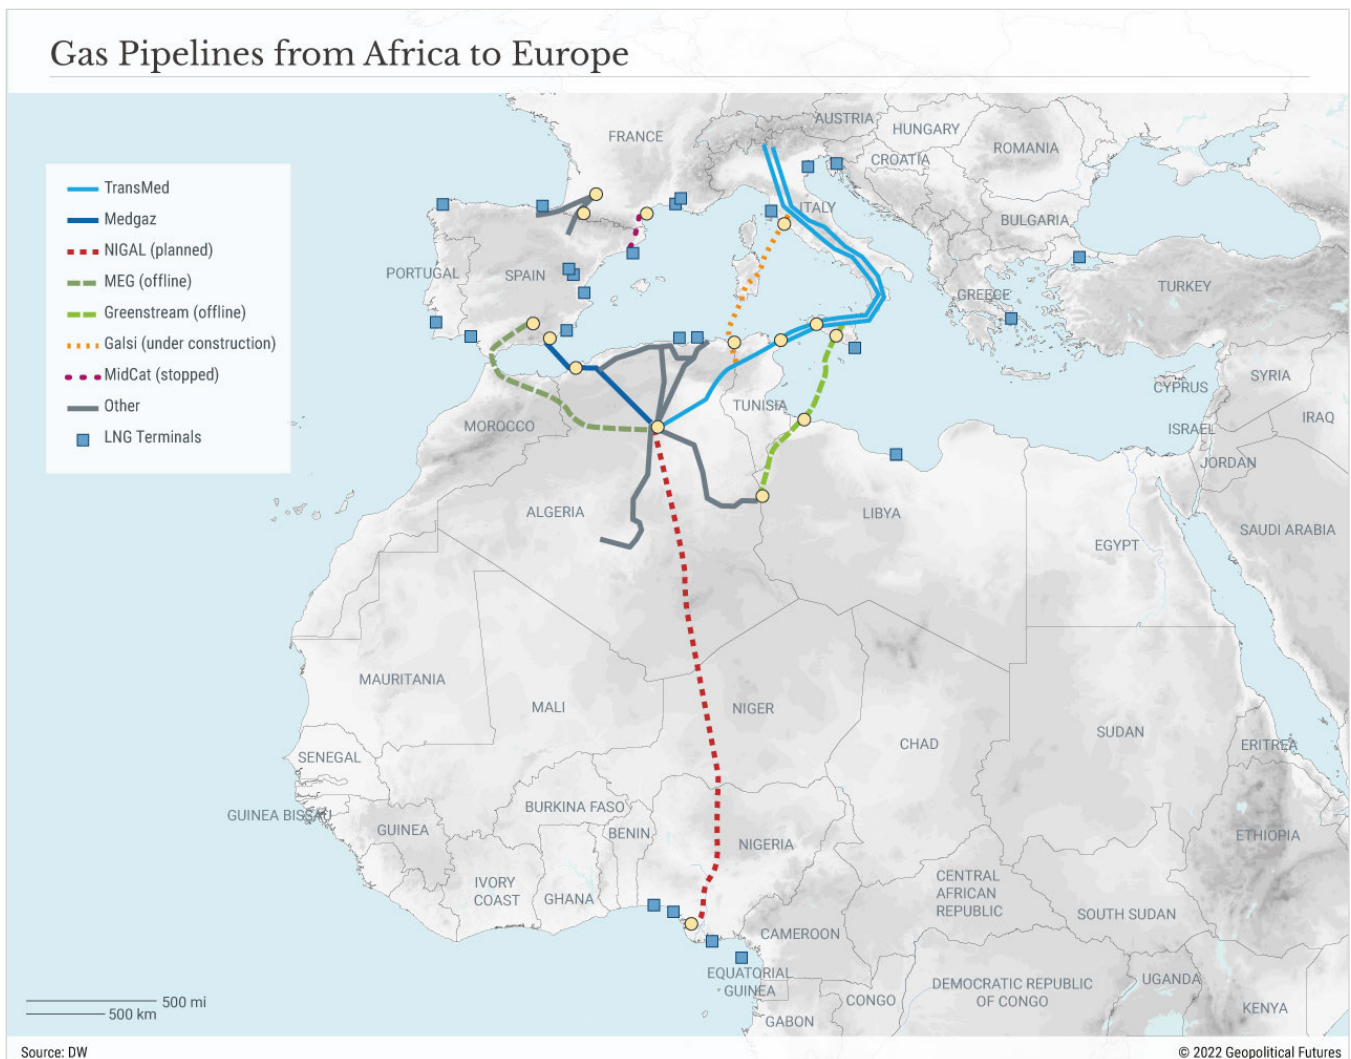 Gas Pipelines from Africa to Europe
TransMed
Medgaz
NIGAL (planned)
MEG (offline)
Greenstream (offline)
Galsi (under construction)
MidCat (stopped)
Other
LNG Terminals
AUSTRIA
HUNGARY
FRANCE
ROMANIA
CROATIA
ITALY
BULGARIA
PORTUGAL
SPAIN
GREECE
TURKEY
CYPRUS
SYRIA
TUNISIA
IRAQ
MOROCCO
ISRAEL
JORDAN
ALGERIA
LIBYA
SAUDI ARABIA
EGYPT
MAURITANIA
MALI
NIGER
SUDAN
CHAD
ERITREA
SENEGAL
BURKINA FASO
GUINEA BISSAU
GUINEA
BENIN
NIGERIA
ETHIOPIA
IVORY
COAST
GHANA
CENTRAL
AFRICAN
REPUBLIC
SOUTH SUDAN
CAMEROON
EQUATORIAL
GUINEA
DEMOCRATIC REPUBLIC
OF CONGO
UGANDA
CONGO
KENYA
GABON
500 mi
500 km
Source: DW
© 2022 Geopolitical Futures